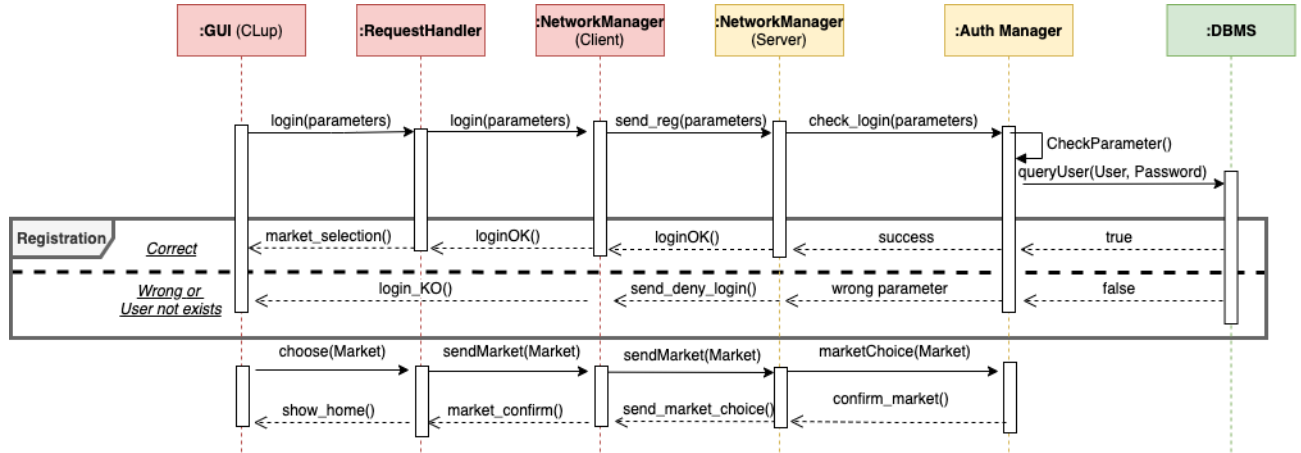 :GUI (CLup)
:RequestHandler
:NetworkManager
(Client)
:NetworkManager
(Server)
:Auth Manager
:DBMS
login(parameters)
login(parameters)
send_reg(parameters)
check_login(parameters)
CheckParameter()
queryUser(User, Password)
Registration
Correct
market_selection()
loginOK()
loginOK()
success
true
Wrong or
User not exists
login_KO()
send_deny_login()
wrong parameter
false
choose(Market)
sendMarket(Market)
sendMarket(Market)
marketChoice(Market)
show_home()
market_confirm()
send_market_choice()
confirm_market()